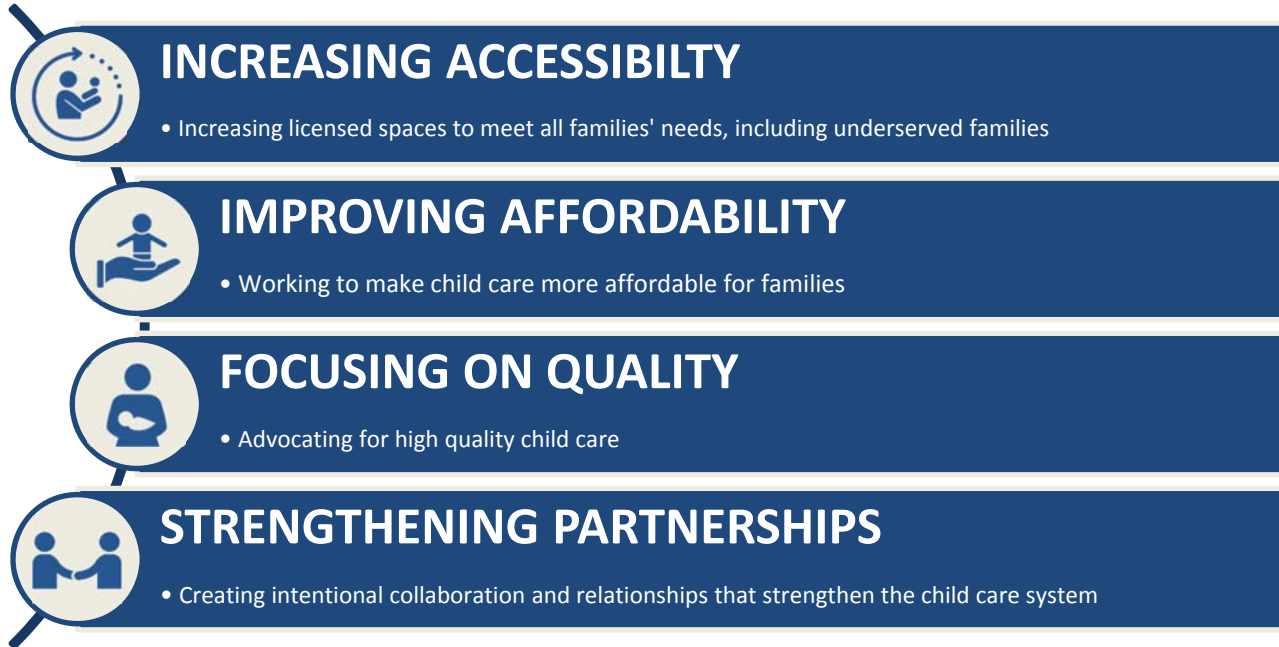 INCREASING ACCESSIBILTY
• Increasing licensed spaces to meet all families' needs, including underserved families
IMPROVING AFFORDABILITY
• Working to make child care more affordable for families
FOCUSING ON QUALITY
• Advocating for high quality child care
STRENGTHENING PARTNERSHIPS
• Creating intentional collaboration and relationships that strengthen the child care system